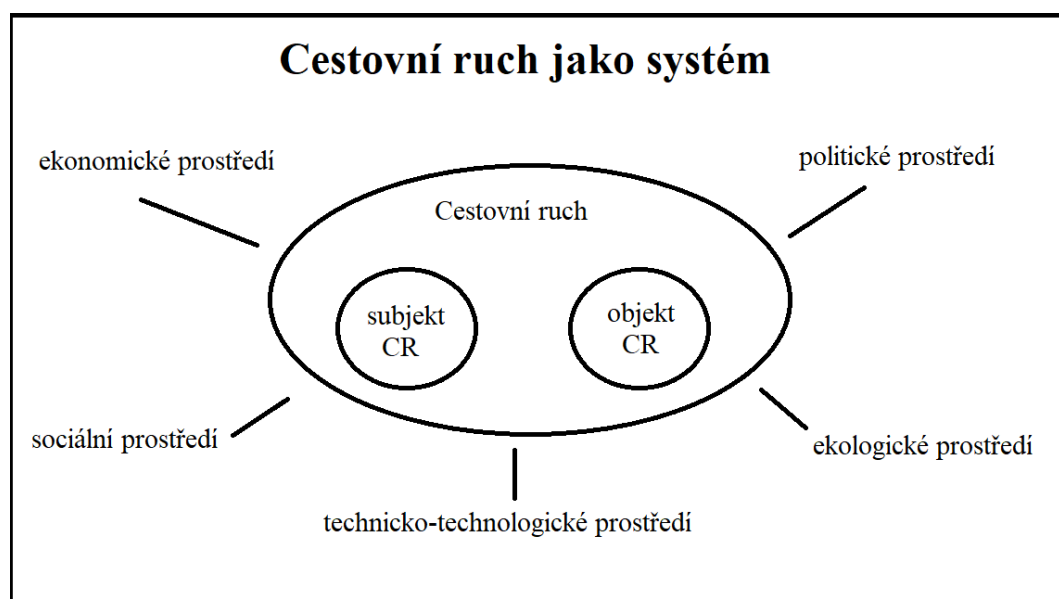 Cestovní ruch jako systém
ekonomické prostředí
politické prostředí
Cestovní ruch
subjekt
CR
objekt
CR
sociální prostředí
ekologické prostředí
technicko-technologické prostředí